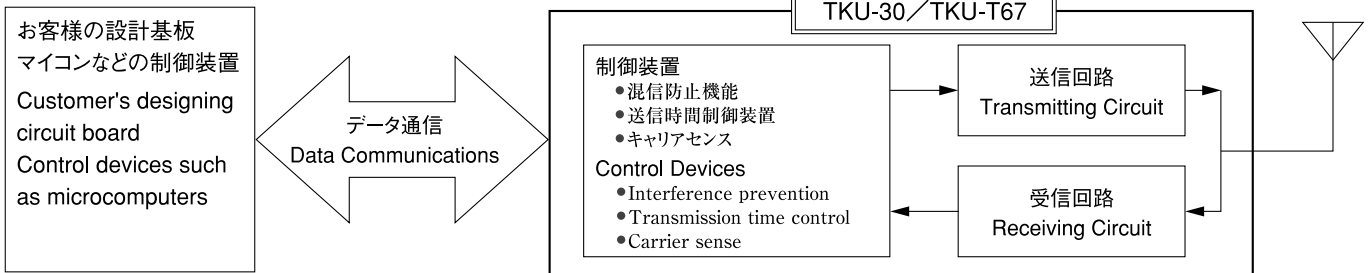 お客様の設計基板
マイコンなどの制御装置
Customer's designing
circuit board
Control devices such
as microcomputers
データ通信
Data Communications
TKU-30／TKU-T67
制御装置
●混信防止機能
●送信時間制御装置
●キャリアセンス
Control Devices
●Interference prevention
●Transmission time control
●Carrier sense
送信回路
Transmitting Circuit
受信回路
Receiving Circuit